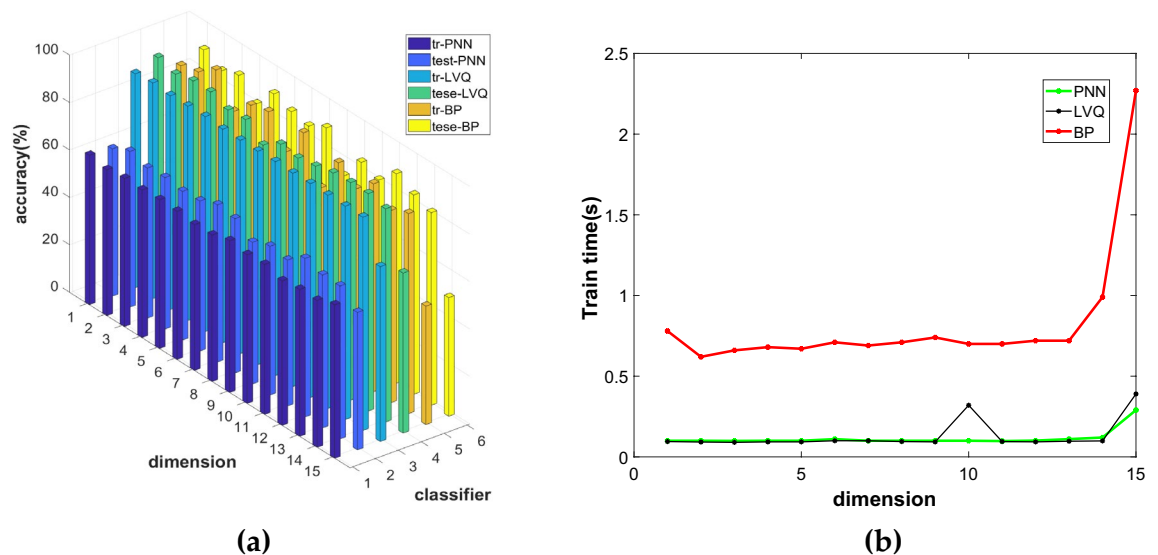 100
80
60
40
20
0
accuracy(%)
tr-PNN
test-PNN
tr-LVQ
tese-LVQ
tr-BP
tese-BP
1
2
3
4
5
6
7
8
9
10
11
12
13
14
15
dimension
1
2
3
4
5
6
classifier
(a)
2.5
2
1.5
1
0.5
0
Train time(s)
PNN
LVQ
BP
0
5
10
15
dimension
(b)